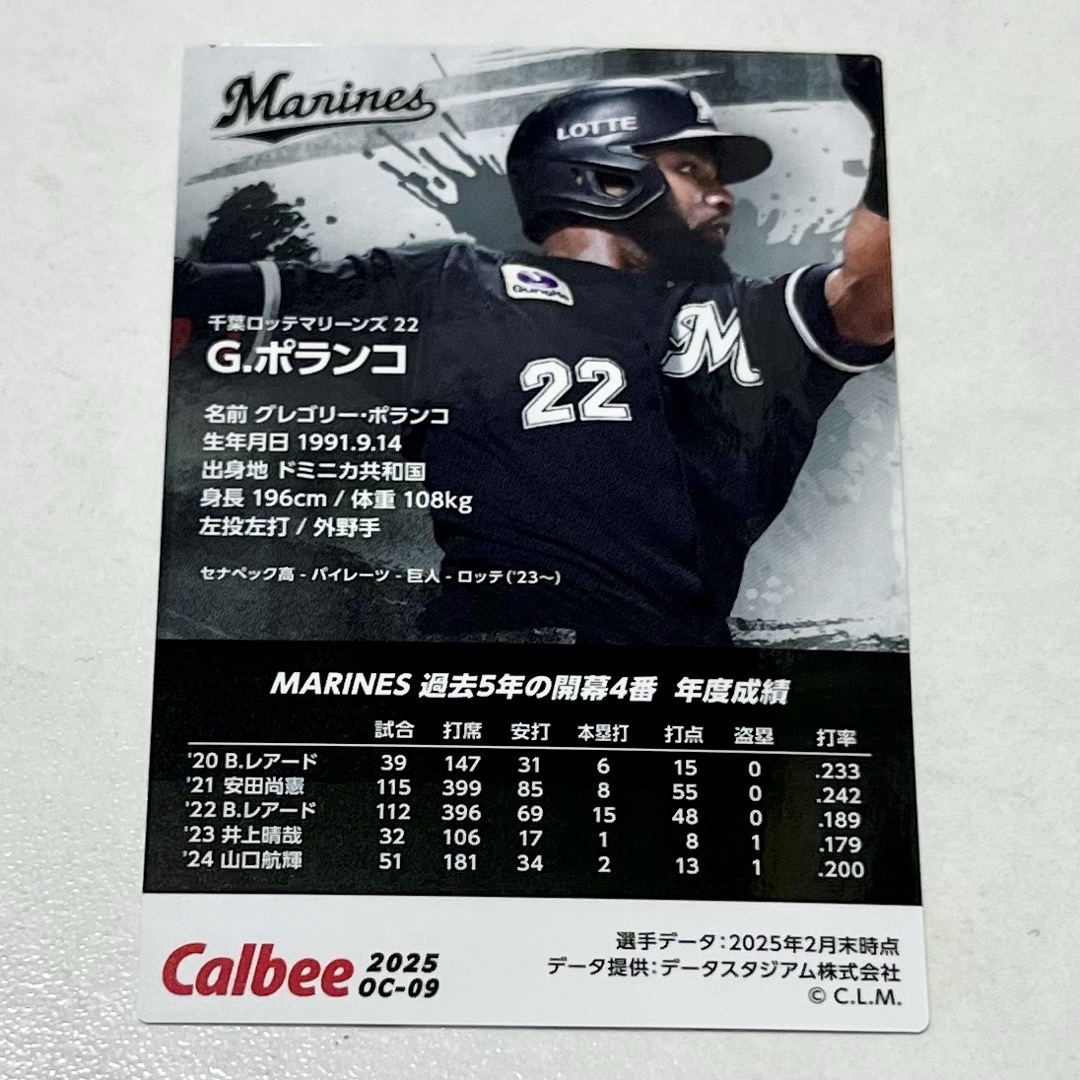 Marines
LOTTE
GungHo
M
22
千葉ロッテマリーンズ 22
G.ポランコ
名前 グレゴリー・ポランコ
生年月日 1991.9.14
出身地 ドミニカ共和国
身長 196cm / 体重 108kg
左投左打 / 外野手
セナペック高 - パイレーツ - 巨人 - ロッテ('23〜)
MARINES 過去5年の開幕4番 年度成績
試合 打席 安打 本塁打 打点 盗塁 打率
'20 B.レアード 39 147 31 6 15 0 .233
'21 安田尚憲 115 399 85 8 55 0 .242
'22 B.レアード 112 396 69 15 48 0 .189
'23 井上晴哉 32 106 17 1 8 1 .179
'24 山口航輝 51 181 34 2 13 1 .200
選手データ:2025年2月末時点
データ提供:データスタジアム株式会社
© C.L.M.
Calbee 2025
OC-09